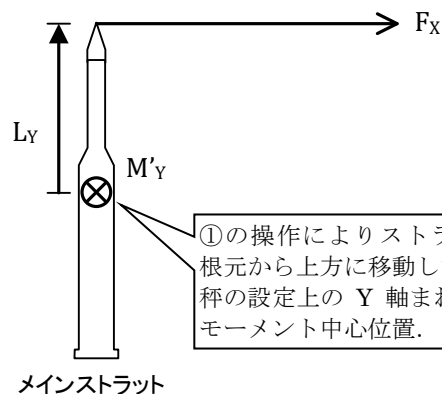 F_X
L_Y
M'_Y
①の操作によりストラ
根元から上方に移動し
秤の設定上の Y 軸まわ
モーメント中心位置.
メインストラット